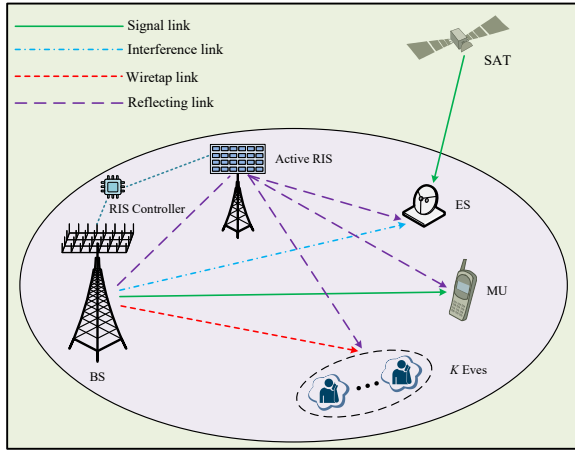 Signal link
Interference link
Wiretap link
Reflecting link
SAT
Active RIS
RIS Controller
ES
MU
BS
K Eves